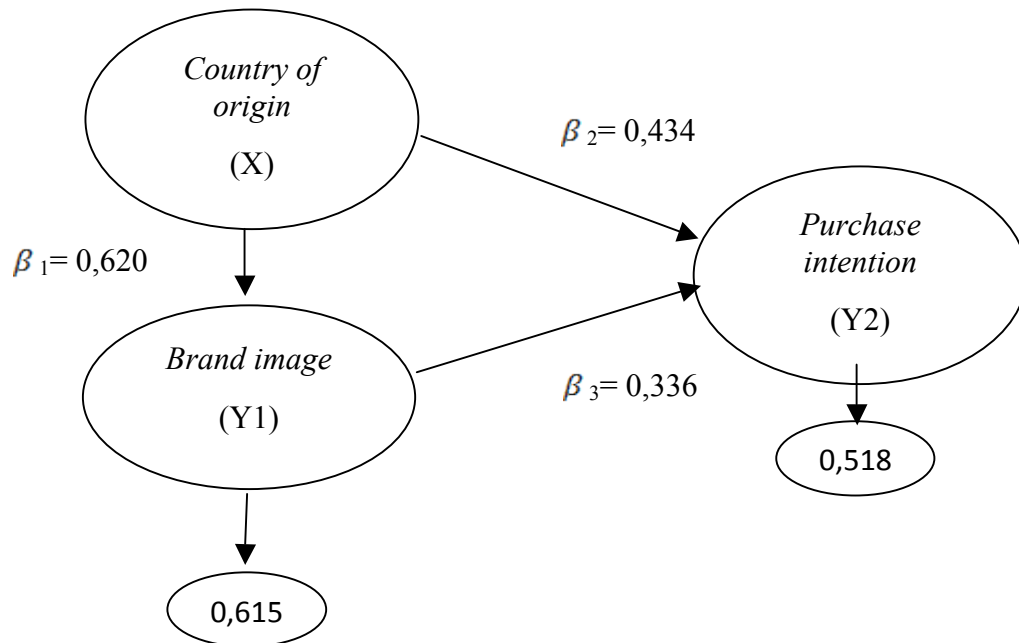 Country of
origin
(X)
β 2= 0,434
Purchase
intention
(Y2)
β 1= 0,620
Brand image
(Y1)
β 3= 0,336
0,518
0,615